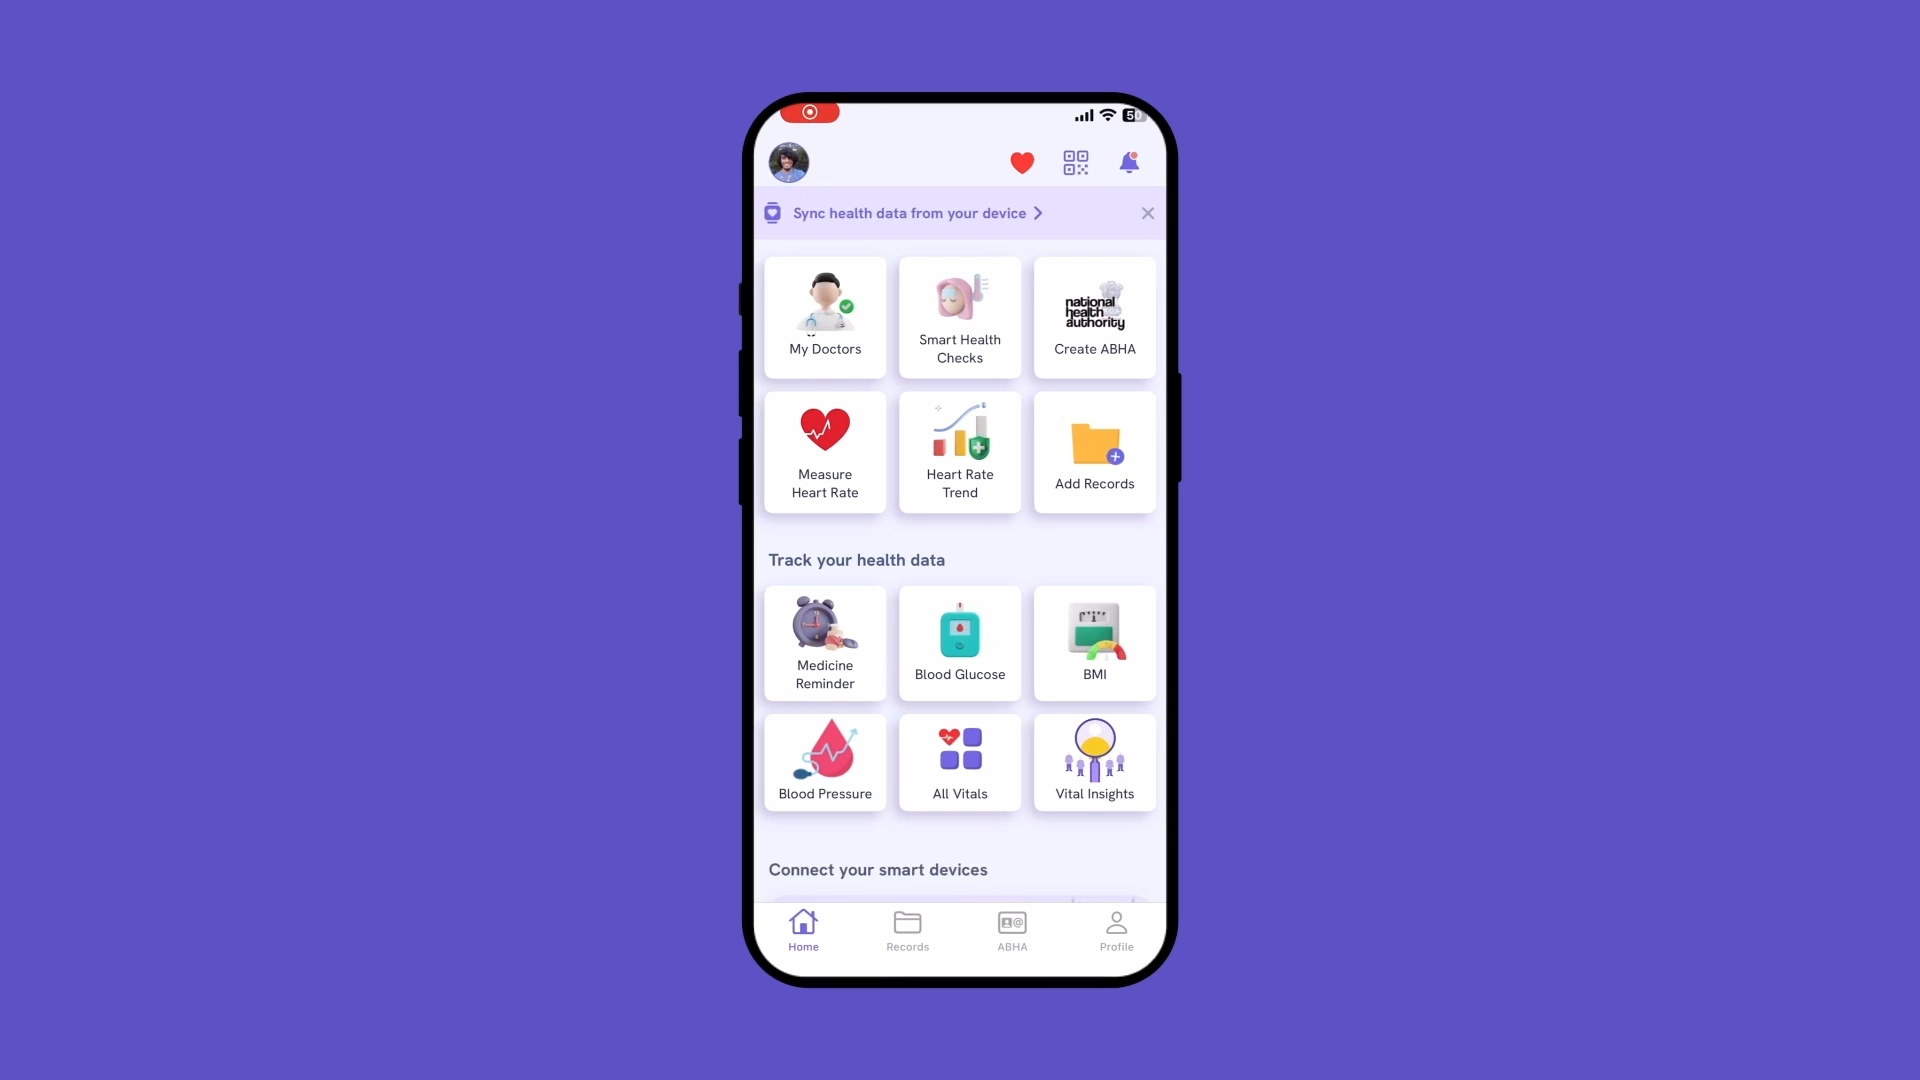 50
Sync health data from your device
My Doctors
Smart Health
Checks
national
health
authority
Create ABHA
Measure
Heart Rate
Heart Rate
Trend
Add Records
Track your health data
Medicine
Reminder
Blood Glucose
BMI
Blood Pressure
All Vitals
Vital Insights
Connect your smart devices
Home
Records
ABHA
Profile